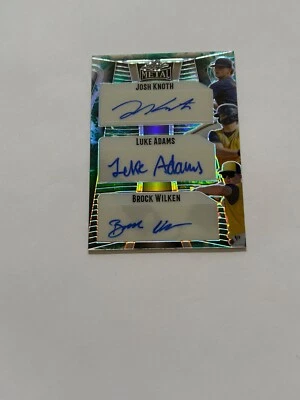 METAL
JOSH KNOTH
LUKE ADAMS
Luke Adams
BROCK WILKEN